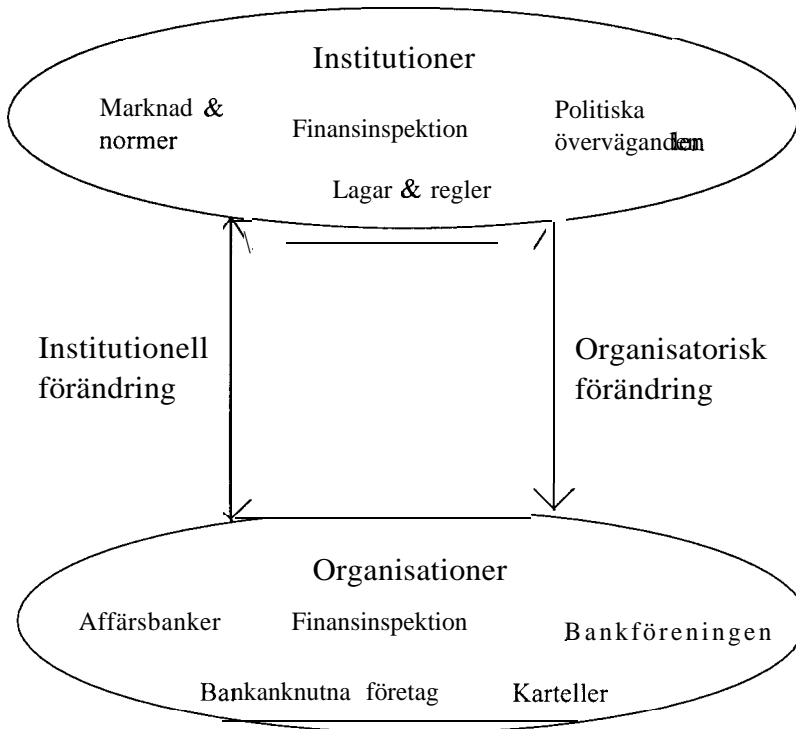 Institutioner
Marknad &
normer
Finansinspektion
Politiska
överväganden
Lagar & regler
Institutionell
förändring
Organisatorisk
förändring
Organisationer
Affärsbanker
Finansinspektion
Bankföreningen
Bankanknutna företag
Karteller